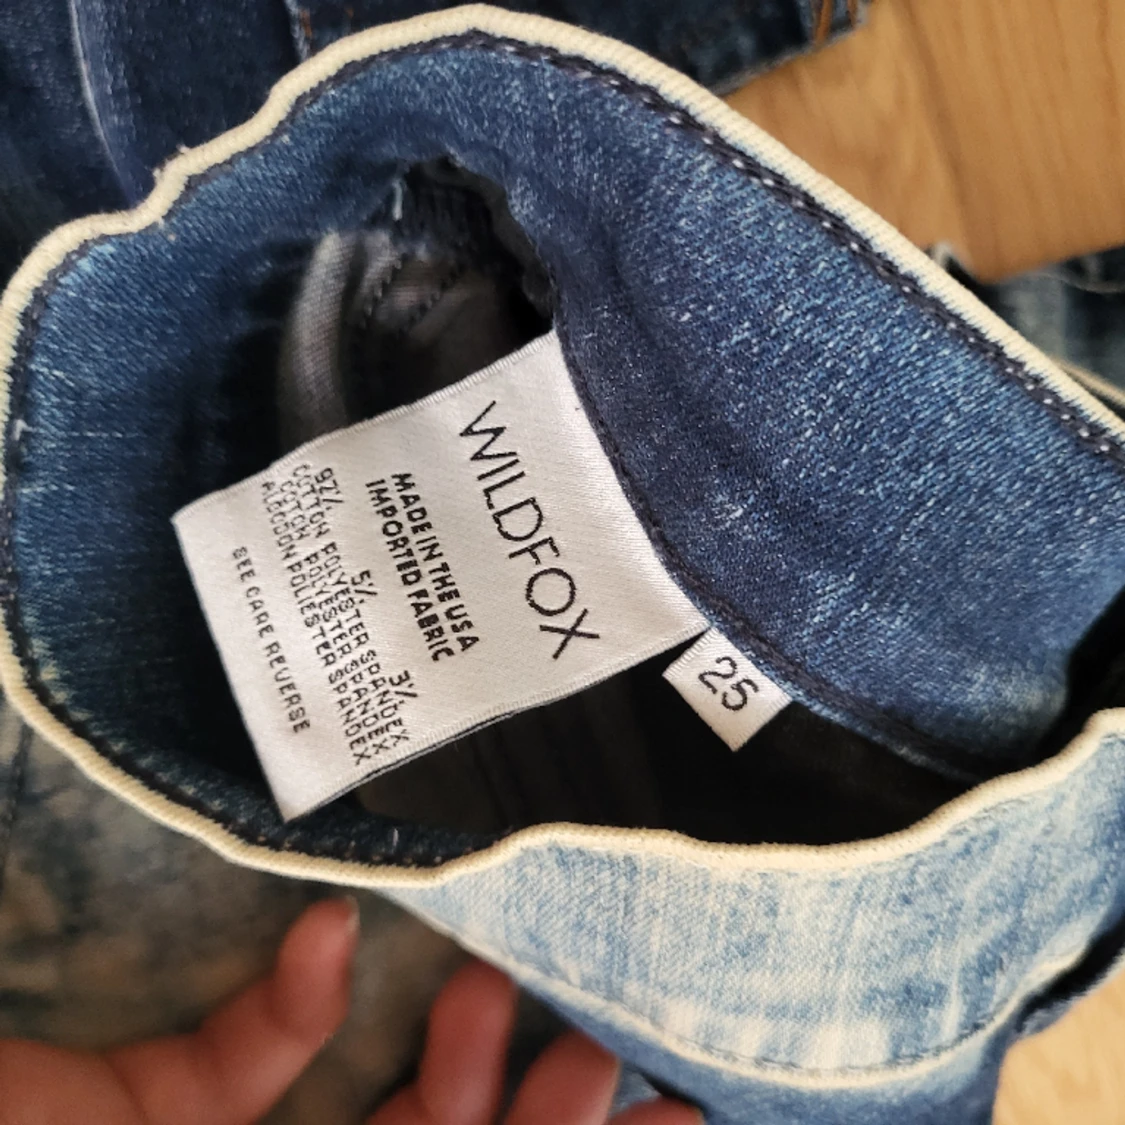 WILDFOX
MADE IN THE USA
IMPORTED FABRIC
92% 5% 3%
COTTON POLYESTER SPANDEX
COTON POLYESTER SPANDEX
ALGODON POLIESTER SPANDEX
SEE CARE REVERSE
25